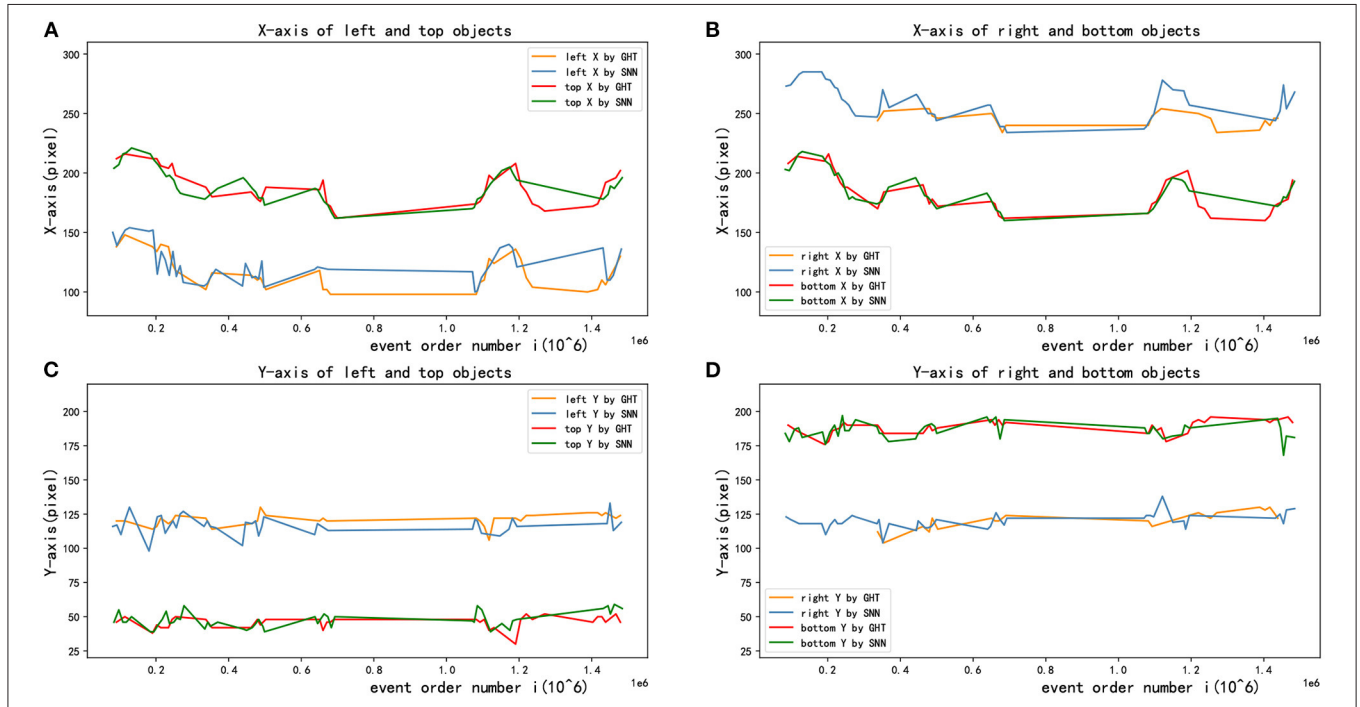 A
X-axis of left and top objects
left X by GHT
left X by SNN
top X by GHT
top X by SNN
X-axis(pixel)
300
250
200
150
100
0.2 0.4 0.6 0.8 1.0 1.2 1.4
1e6
event order number i(10^6)
B
X-axis of right and bottom objects
right X by GHT
right X by SNN
bottom X by GHT
bottom X by SNN
X-axis(pixel)
300
250
200
150
100
0.2 0.4 0.6 0.8 1.0 1.2 1.4
1e6
event order number i(10^6)
C
Y-axis of left and top objects
left Y by GHT
left Y by SNN
top Y by GHT
top Y by SNN
Y-axis(pixel)
200
175
150
125
100
75
50
25
0.2 0.4 0.6 0.8 1.0 1.2 1.4
1e6
event order number i(10^6)
D
Y-axis of right and bottom objects
right Y by GHT
right Y by SNN
bottom Y by GHT
bottom Y by SNN
Y-axis(pixel)
200
175
150
125
100
75
50
25
0.2 0.4 0.6 0.8 1.0 1.2 1.4
1e6
event order number i(10^6)